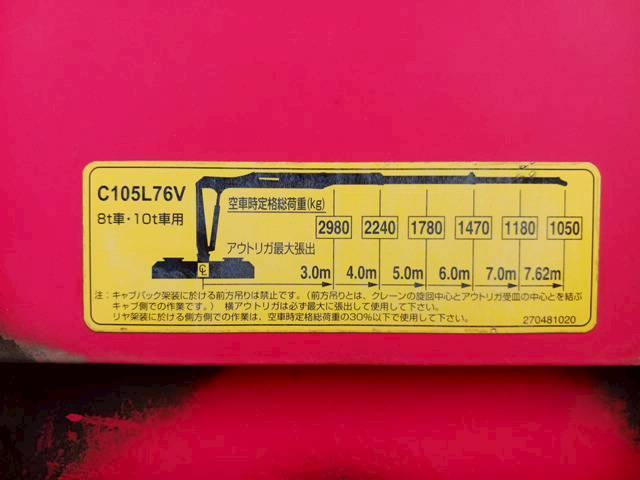 C105L76V
8t車・10t車用
空車時定格総荷重(kg)
2980 2240 1780 1470 1180 1050
アウトリガ最大張出
3.0m 4.0m 5.0m 6.0m 7.0m 7.62m
注：キャブバック架装に於ける前方吊りは禁止です。（前方吊りとは、クレーンの旋回中心とアウトリガ受皿の中心とを結ぶ
キャブ側での作業です。） 横アウトリガは必ず最大に張出して使用して下さい。
リヤ架装に於ける側方側での作業は、空車時定格総荷重の30％以下で使用して下さい。
270481020